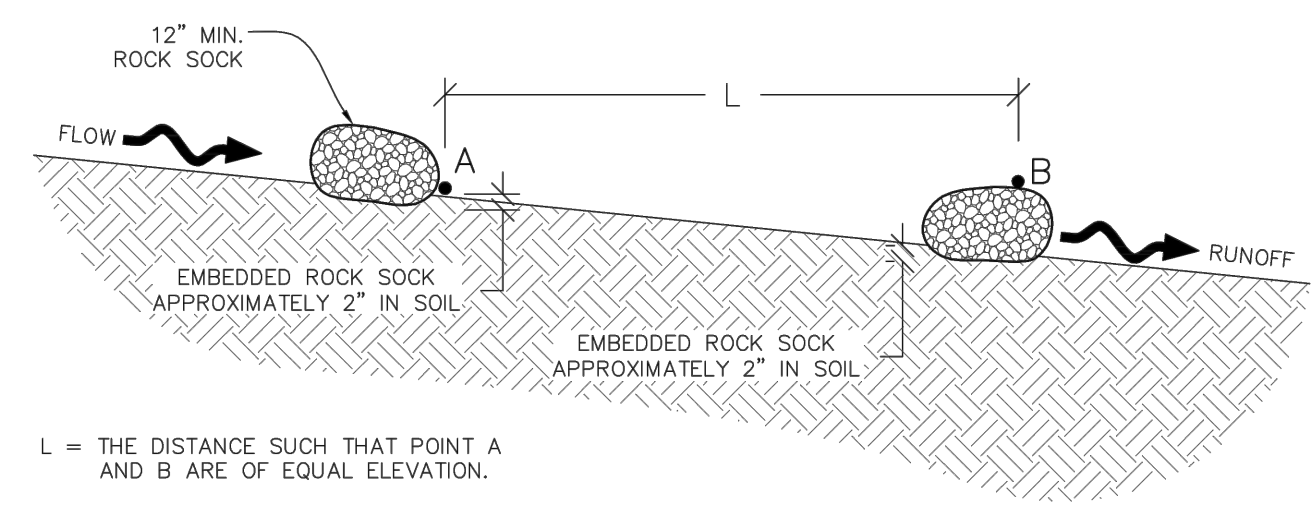 12” MIN.
ROCK SOCK
FLOW
A
L
B
RUNOFF
EMBEDDED ROCK SOCK
APPROXIMATELY 2” IN SOIL
EMBEDDED ROCK SOCK
APPROXIMATELY 2” IN SOIL
L = THE DISTANCE SUCH THAT POINT A
AND B ARE OF EQUAL ELEVATION.